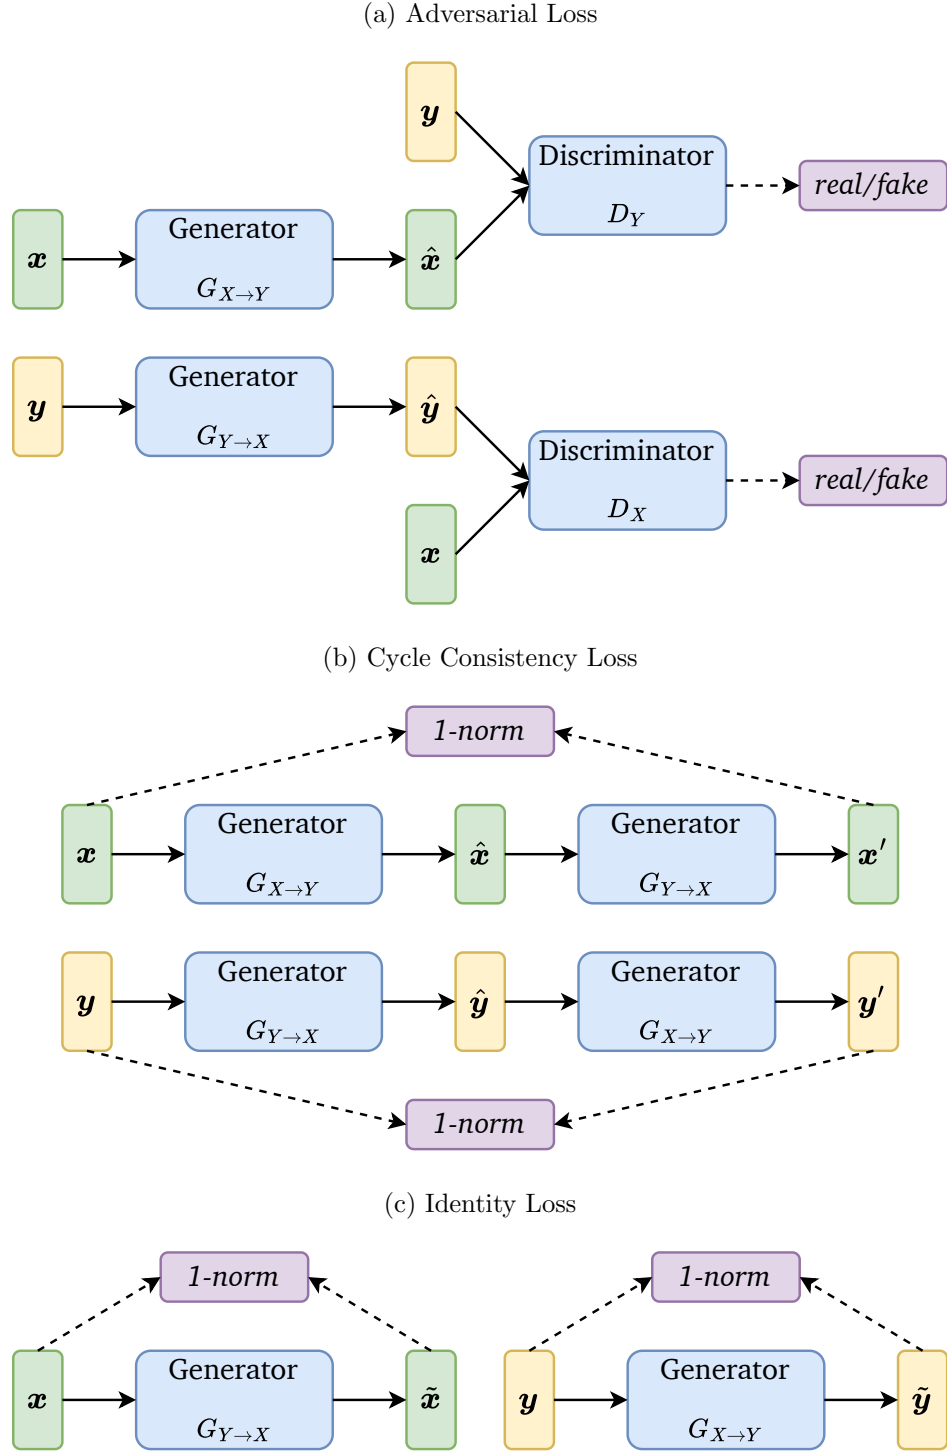 (a) Adversarial Loss
y
Discriminator
D_Y
real/fake
x
Generator
G_{X→Y}
x̂
y
Generator
G_{Y→X}
ŷ
Discriminator
D_X
real/fake
x
(b) Cycle Consistency Loss
1-norm
x
Generator
G_{X→Y}
x̂
Generator
G_{Y→X}
x′
y
Generator
G_{Y→X}
ŷ
Generator
G_{X→Y}
y′
1-norm
(c) Identity Loss
1-norm
x
Generator
G_{Y→X}
x̃
1-norm
y
Generator
G_{X→Y}
ỹ